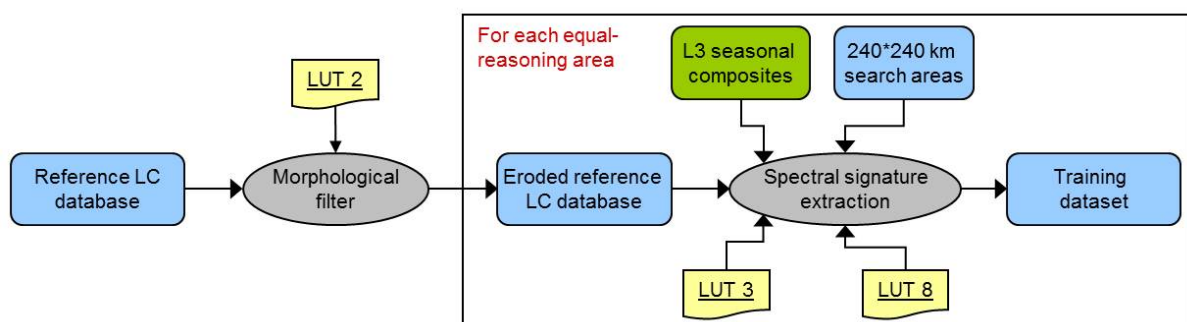 For each equal-
reasoning area
L3 seasonal
composites
240*240 km
search areas
LUT 2
Reference LC
database
Morphological
filter
Eroded reference
LC database
Spectral signature
extraction
Training
dataset
LUT 3
LUT 8